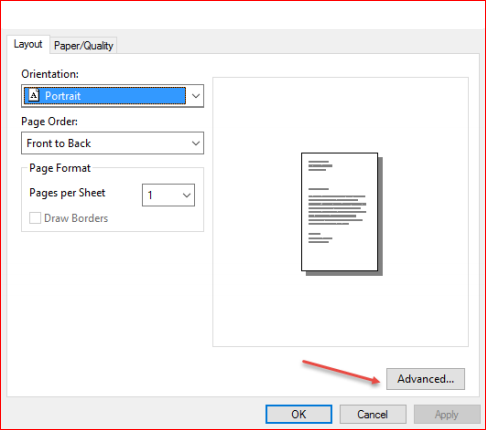 Layout Paper/Quality
Orientation:
A Portrait
Page Order:
Front to Back
Page Format
Pages per Sheet 1
Draw Borders
Advanced...
OK Cancel Apply